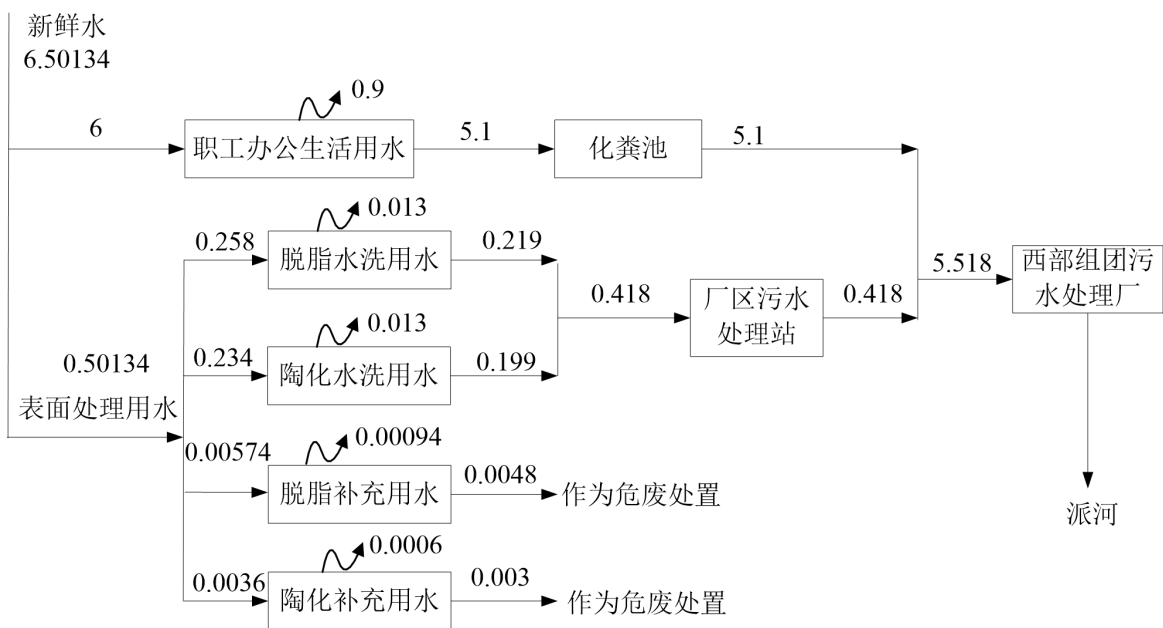 新鲜水
6.50134
0.9
6
职工办公生活用水
5.1
化粪池
5.1
0.013
0.258
脱脂水洗用水
0.219
0.418
厂区污水
处理站
0.418
5.518
西部组团污
水处理厂
0.013
0.234
陶化水洗用水
0.199
0.50134
表面处理用水
0.00094
0.00574
脱脂补充用水
0.0048
作为危废处置
派河
0.0006
0.0036
陶化补充用水
0.003
作为危废处置